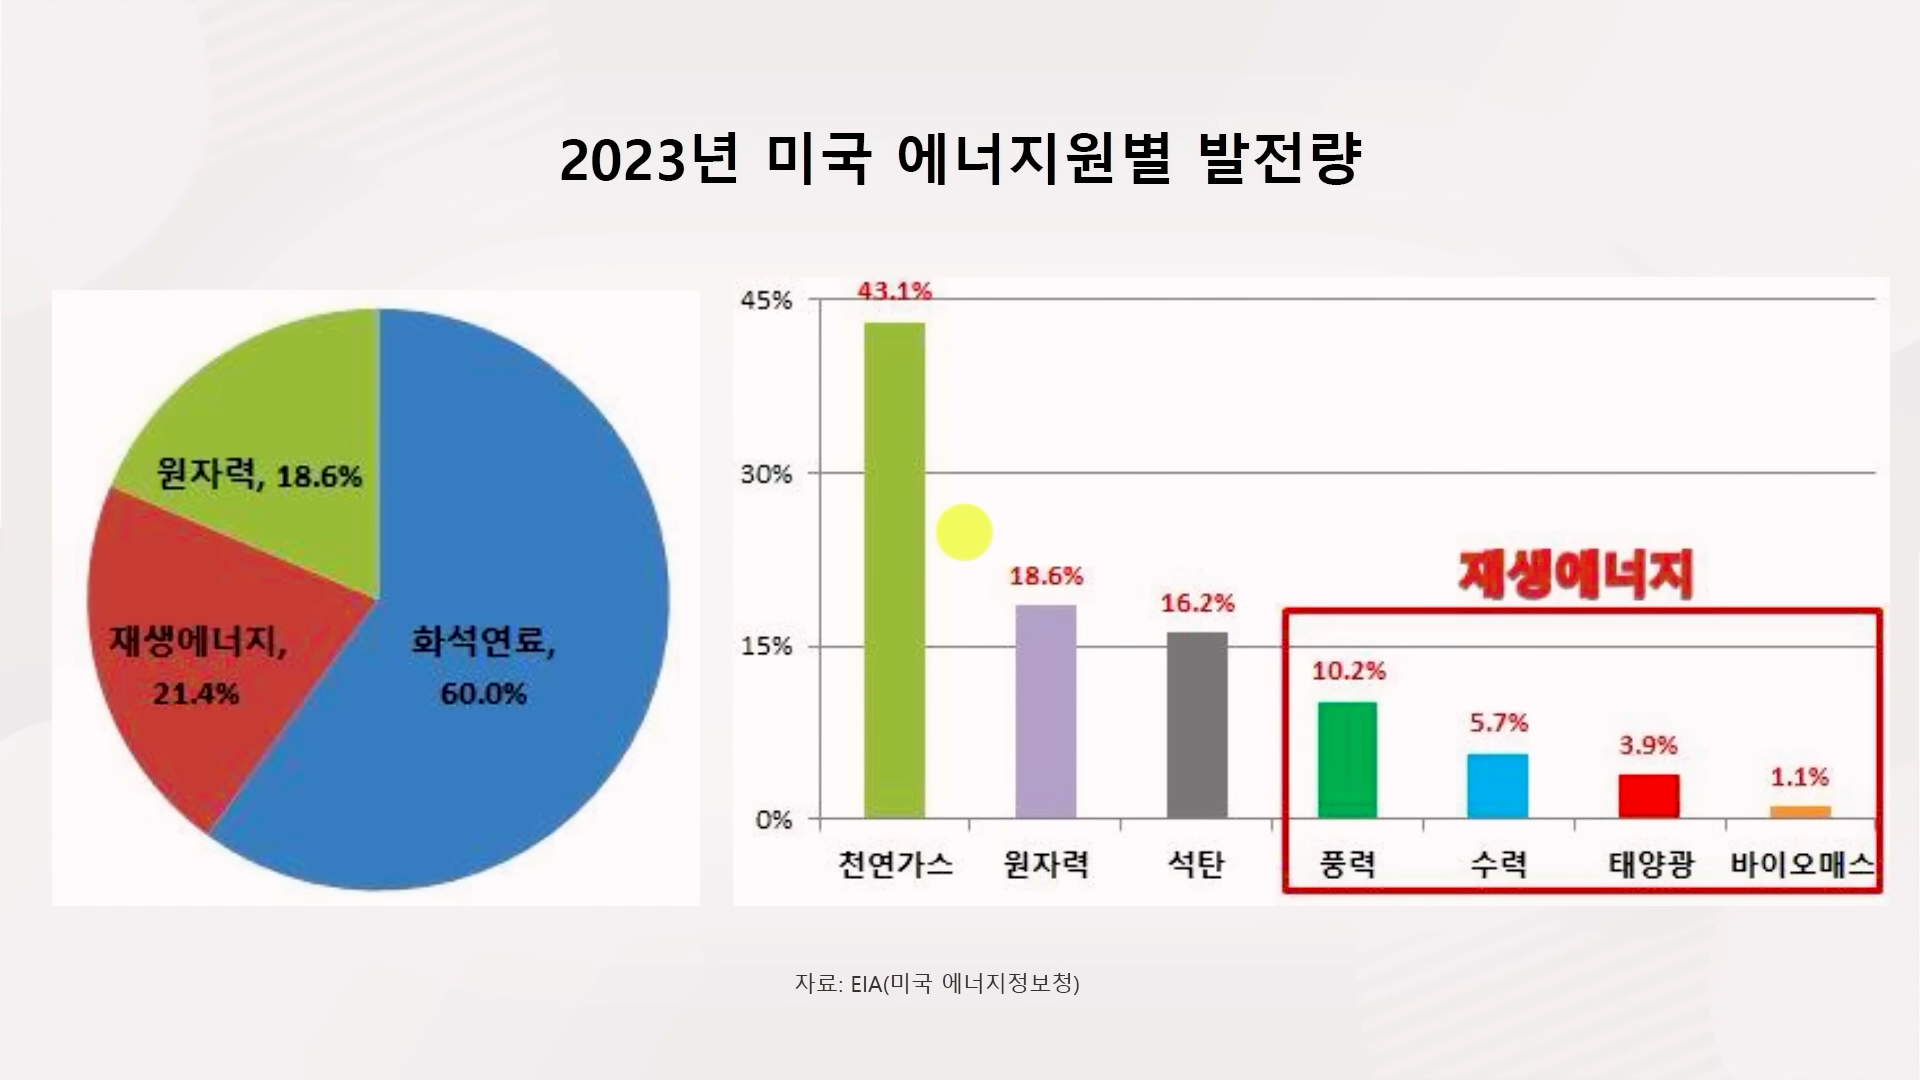 2023년 미국 에너지원별 발전량
원자력, 18.6%
재생에너지,
21.4%
화석연료,
60.0%
45%
30%
15%
0%
43.1%
18.6%
16.2%
재생에너지
10.2%
5.7%
3.9%
1.1%
천연가스
원자력
석탄
풍력
수력
태양광
바이오매스
자료: EIA(미국 에너지정보청)